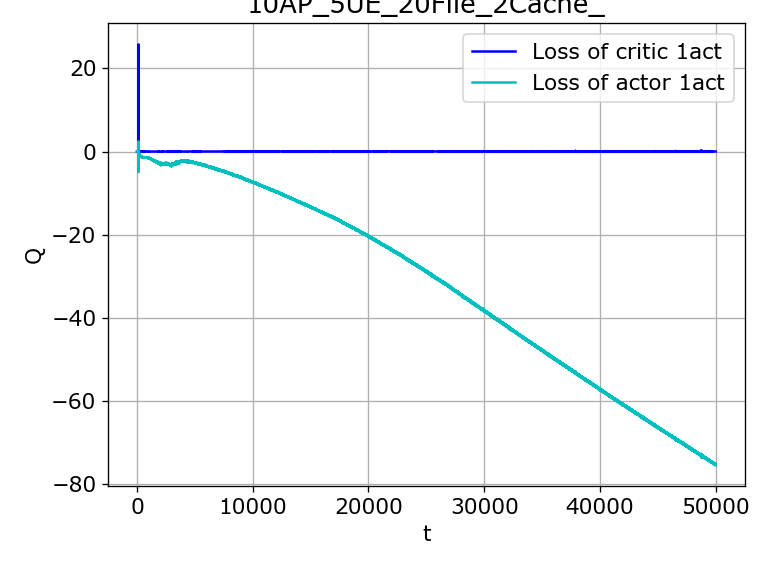 10AP_5UE_20File_2Cache_
Loss of critic 1act
Loss of actor 1act
20
0
−20
−40
−60
−80
Q
0 10000 20000 30000 40000 50000
t